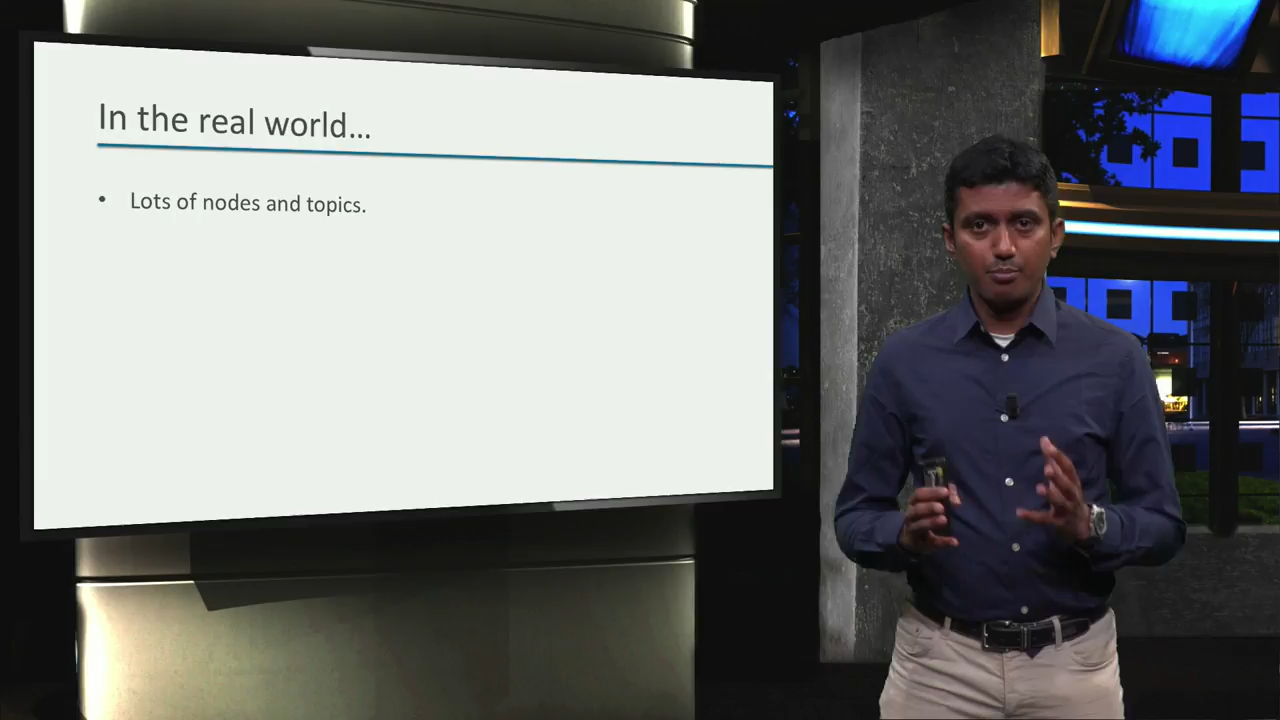 In the real world...
• Lots of nodes and topics.